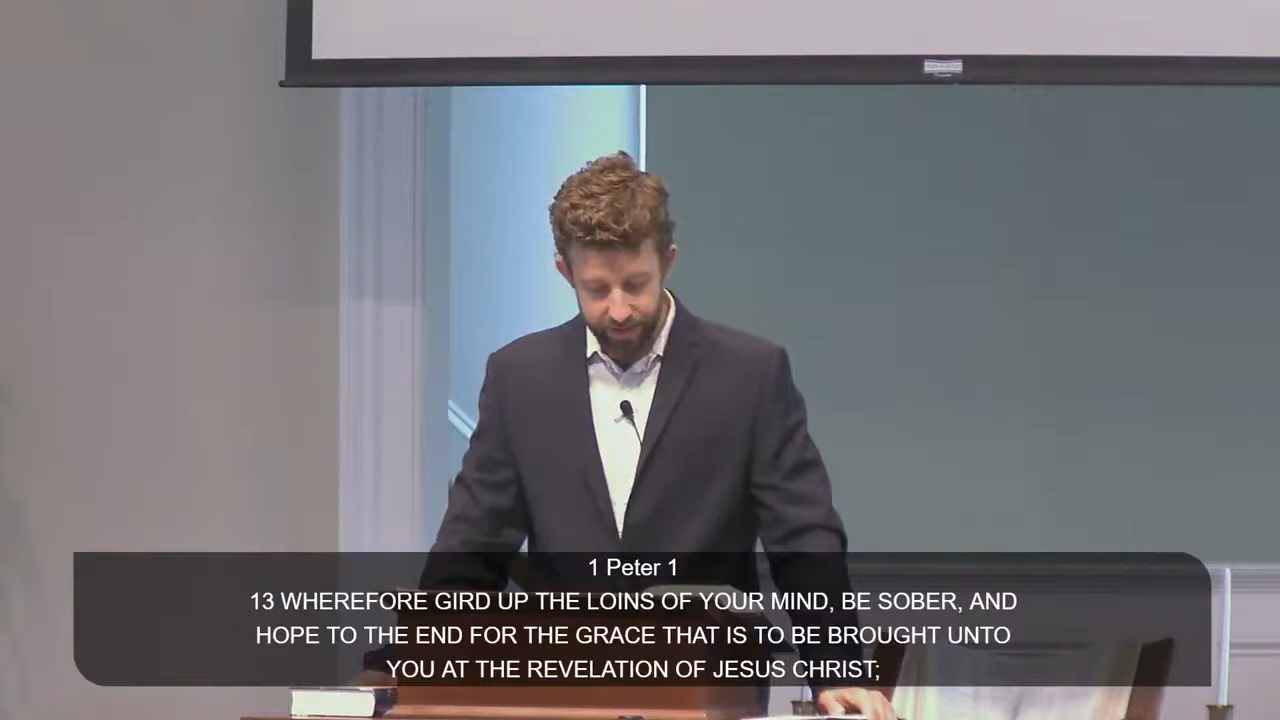 1 Peter 1
13 WHEREFORE GIRD UP THE LOINS OF YOUR MIND, BE SOBER, AND
HOPE TO THE END FOR THE GRACE THAT IS TO BE BROUGHT UNTO
YOU AT THE REVELATION OF JESUS CHRIST;